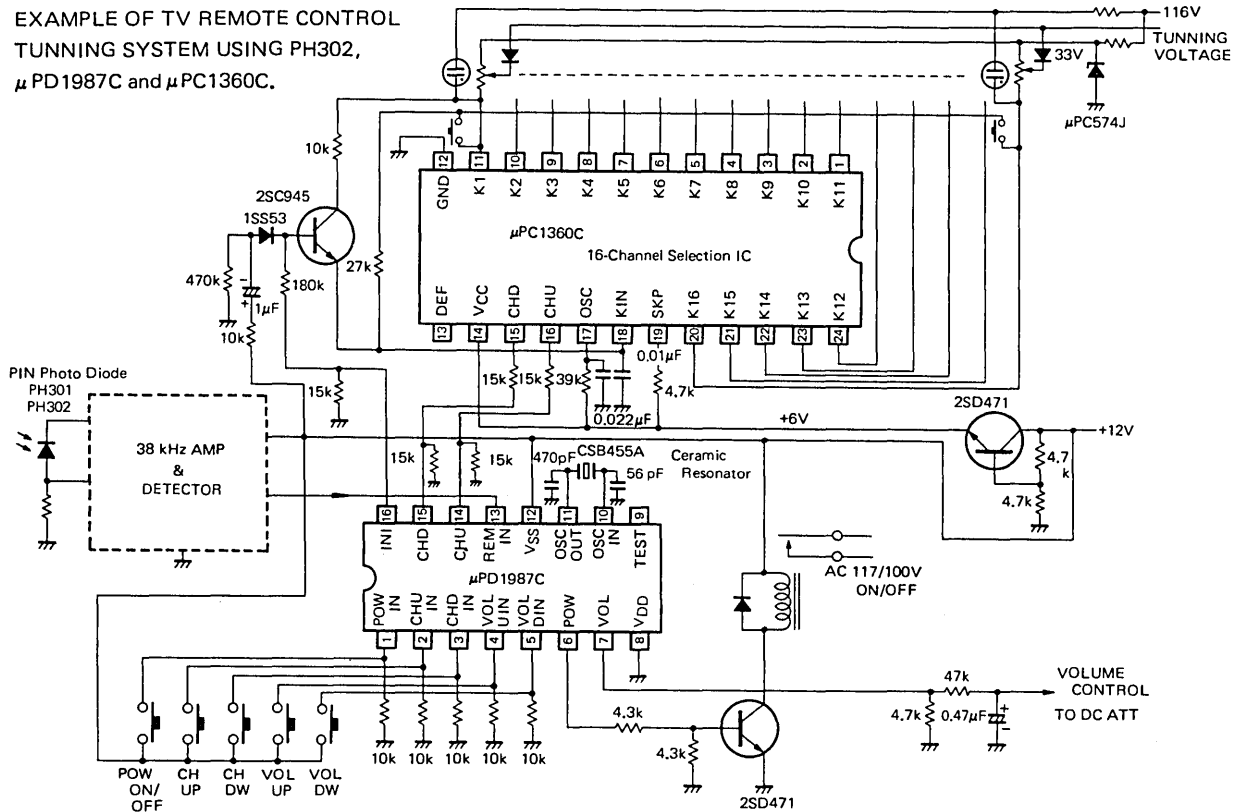 EXAMPLE OF TV REMOTE CONTROL
TUNNING SYSTEM USING PH302,
μPD1987C and μPC1360C.
116V
TUNNING
VOLTAGE
33V
μPC574J
10k
12 11 10 9 8 7 6 5 4 3 2 1
GND K1 K2 K3 K4 K5 K6 K7 K8 K9 K10 K11
2SC945
1SS53
μPC1360C
16-Channel Selection IC
470k
180k
27k
1μF
10k
DEF VCC CHD CHU OSC KIN SKP K16 K15 K14 K13 K12
13 14 15 16 17 18 19 20 21 22 23 24
0.01μF
15k 15k 39k 4.7k
0.022μF
PIN Photo Diode
PH301
PH302
15k
38 kHz AMP
&
DETECTOR
2SD471
+6V
+12V
4.7
k
4.7k
15k
15k
470pF
CSB455A
56 pF
Ceramic
Resonator
16 15 14 13 12 11 10 9
INI CHD CHU REM IN VSS OSC OUT OSC IN TEST
μPD1987C
POW IN CHU IN CHD IN VOL UIN VOL DIN POW VOL VDD
1 2 3 4 5 6 7 8
AC 117/100V
ON/OFF
10k 10k 10k 10k 10k
4.3k
4.3k
2SD471
47k
4.7k
0.47μF
VOLUME
CONTROL
TO DC ATT
POW
ON/
OFF
CH
UP
CH
DW
VOL
UP
VOL
DW